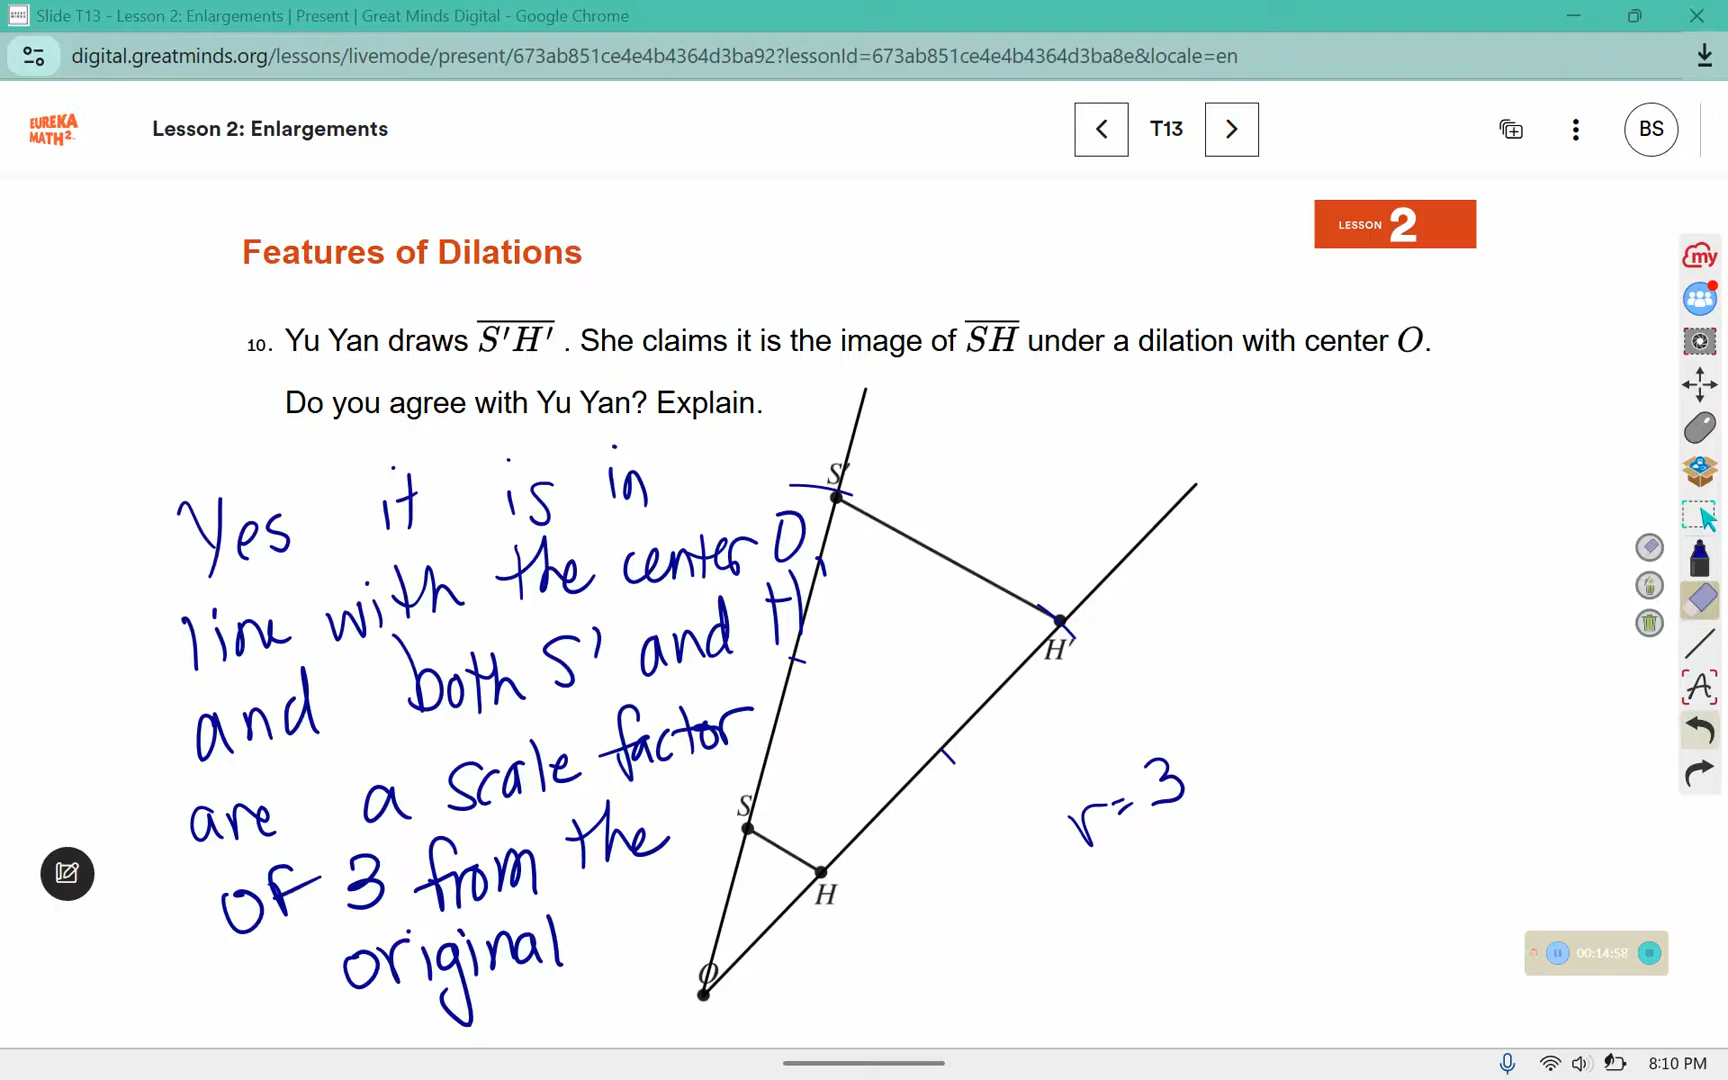 Slide T13 - Lesson 2: Enlargements | Present | Great Minds Digital - Google Chrome
digital.greatminds.org/lessons/livemode/present/673ab851ce4e4b4364d3ba92?lessonId=673ab851ce4e4b4364d3ba8e&locale=en
EUREKA
MATH²
Lesson 2: Enlargements
T13
BS
LESSON 2
my
Features of Dilations
10. Yu Yan draws S'H' . She claims it is the image of SH under a dilation with center O.
Do you agree with Yu Yan? Explain.
Yes it is in
line with the center O,
and both S' and H'
are a scale factor
of 3 from the
original
S'
H'
S
H
O
r=3
A
00:14:58
8:10 PM